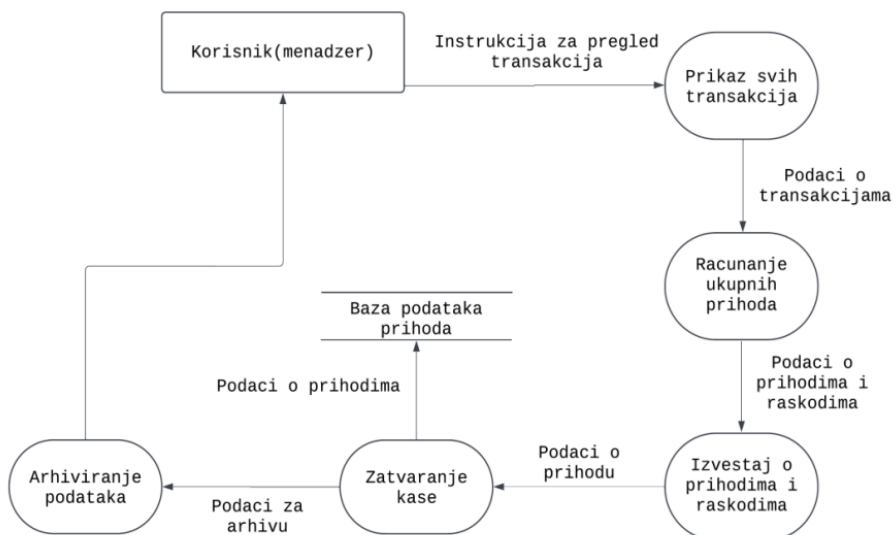 Korisnik(menadzer)
Instrukcija za pregled
transakcija
Prikaz svih
transakcija
Podaci o
transakcijama
Racunanje
ukupnih
prihoda
Podaci o
prihodima i
raskodima
Izvestaj o
prihodima i
raskodima
Podaci o
prihodu
Zatvaranje
kase
Podaci o prihodima
Baza podataka
prihoda
Podaci za
arhivu
Arhiviranje
podataka